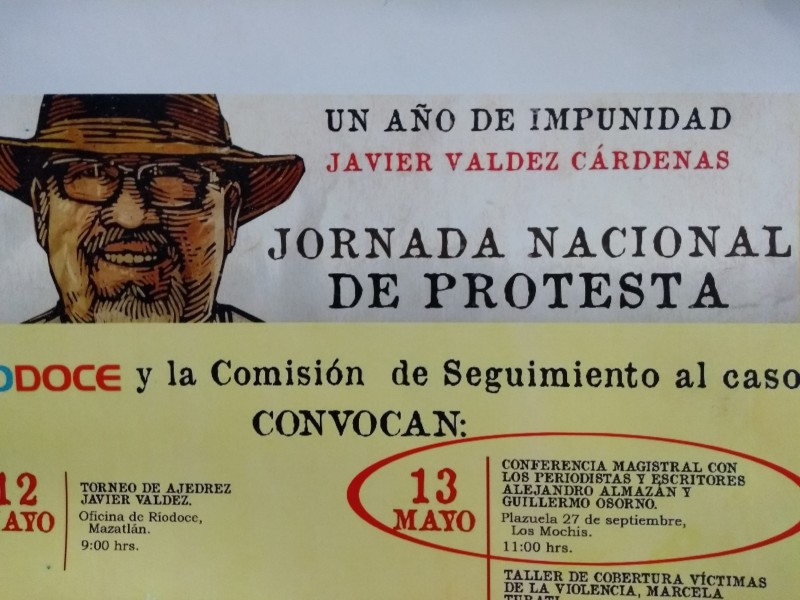 UN AÑO DE IMPUNIDAD
JAVIER VALDEZ CÁRDENAS
JORNADA NACIONAL
DE PROTESTA
ODOCE y la Comisión de Seguimiento al caso
CONVOCAN:
12
MAYO
TORNEO DE AJEDREZ
JAVIER VALDEZ.
Oficina de Ríodoce,
Mazatlán.
9:00 hrs.
13
MAYO
CONFERENCIA MAGISTRAL CON
LOS PERIODISTAS Y ESCRITORES
ALEJANDRO ALMAZÁN Y
GUILLERMO OSORNO.
Plazuela 27 de septiembre,
Los Mochis.
11:00 hrs.
TALLER DE COBERTURA VÍCTIMAS
DE LA VIOLENCIA, MARCELA
TURATI